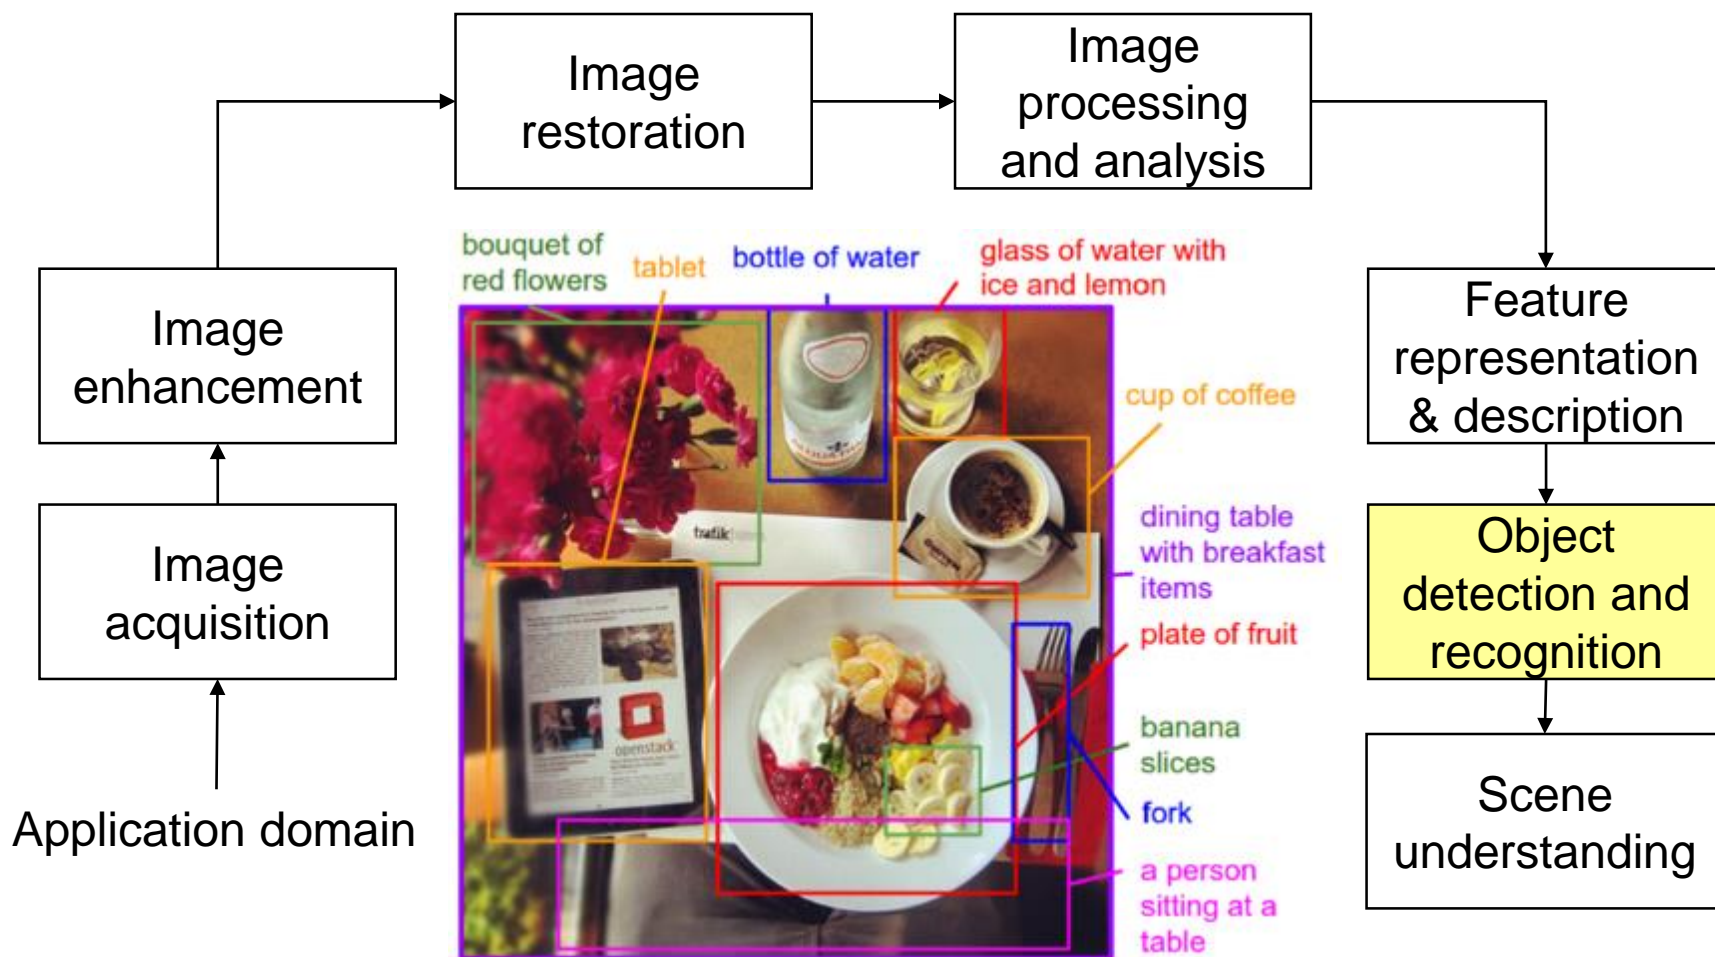 Image
restoration
Image
processing
and analysis
bouquet of
red flowers
tablet
bottle of water
glass of water with
ice and lemon
Image
enhancement
Feature
representation
& description
cup of coffee
trafik
dining table
with breakfast
items
Image
acquisition
Object
detection and
recognition
plate of fruit
openstack
banana
slices
fork
Application domain
Scene
understanding
a person
sitting at a
table